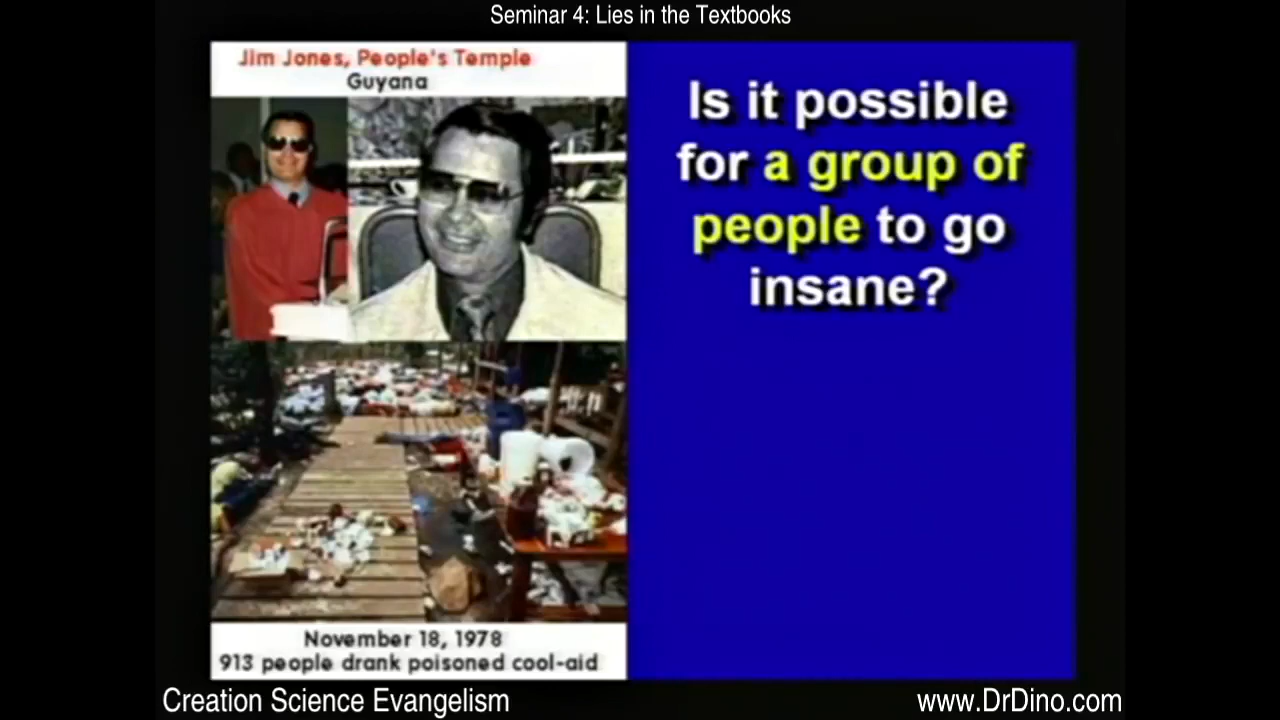 Seminar 4: Lies in the Textbooks
Jim Jones, People's Temple
Guyana
November 18, 1978
913 people drank poisoned cool-aid
Is it possible
for a group of
people to go
insane?
Creation Science Evangelism
www.DrDino.com